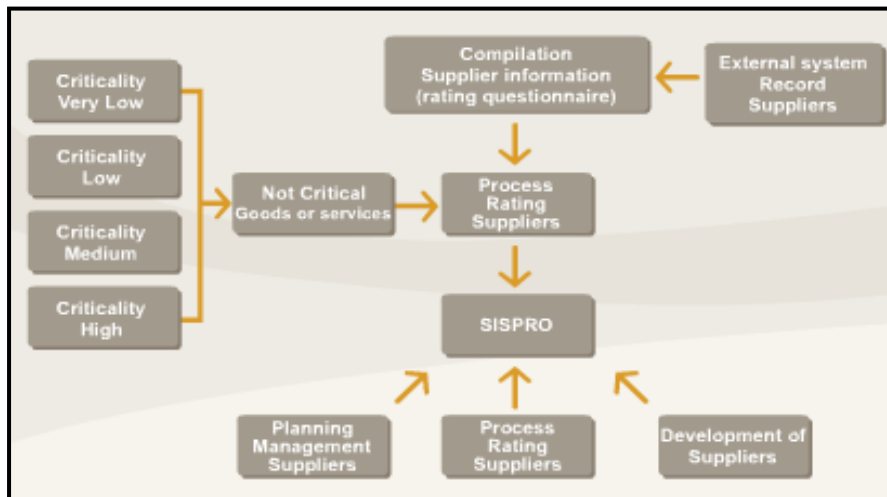 Criticality
Very Low
Criticality
Low
Criticality
Medium
Criticality
High
Not Critical
Goods or services
Compilation
Supplier information
(rating questionnaire)
External system
Record
Suppliers
Process
Rating
Suppliers
SISPRO
Planning
Management
Suppliers
Process
Rating
Suppliers
Development of
Suppliers